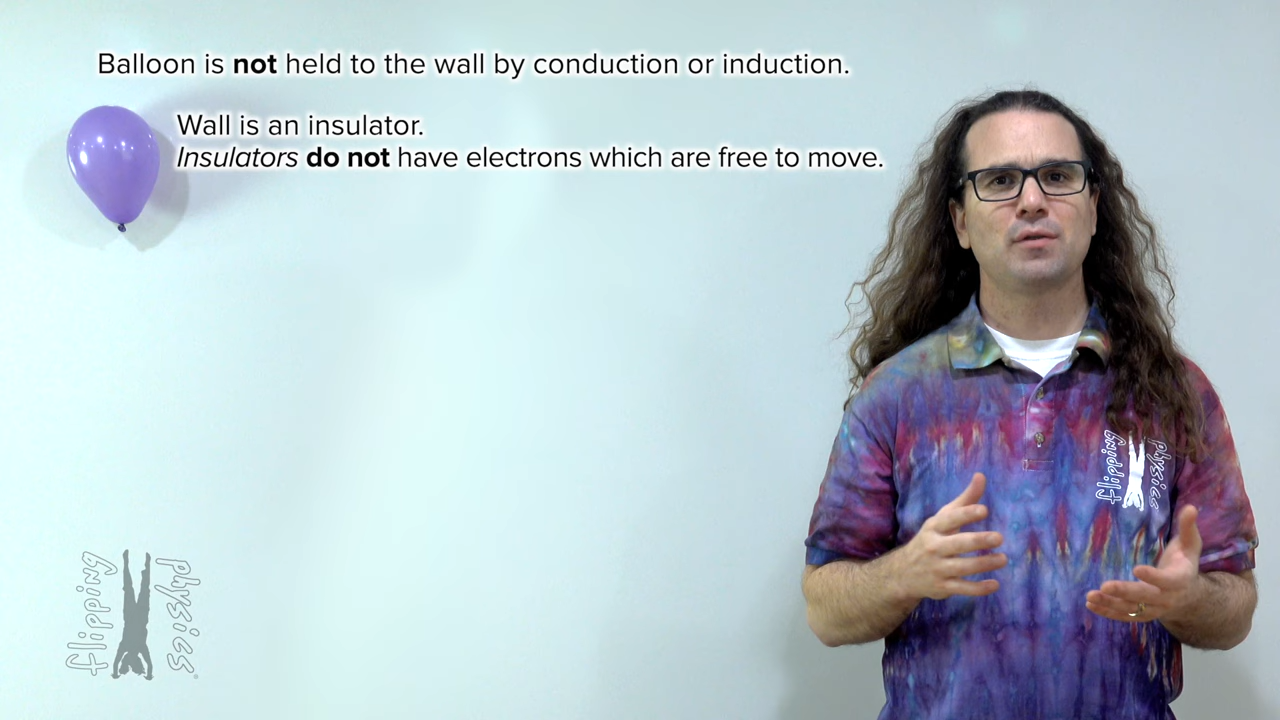 Balloon is not held to the wall by conduction or induction.
Wall is an insulator.
Insulators do not have electrons which are free to move.
flipping physics
flipping physics